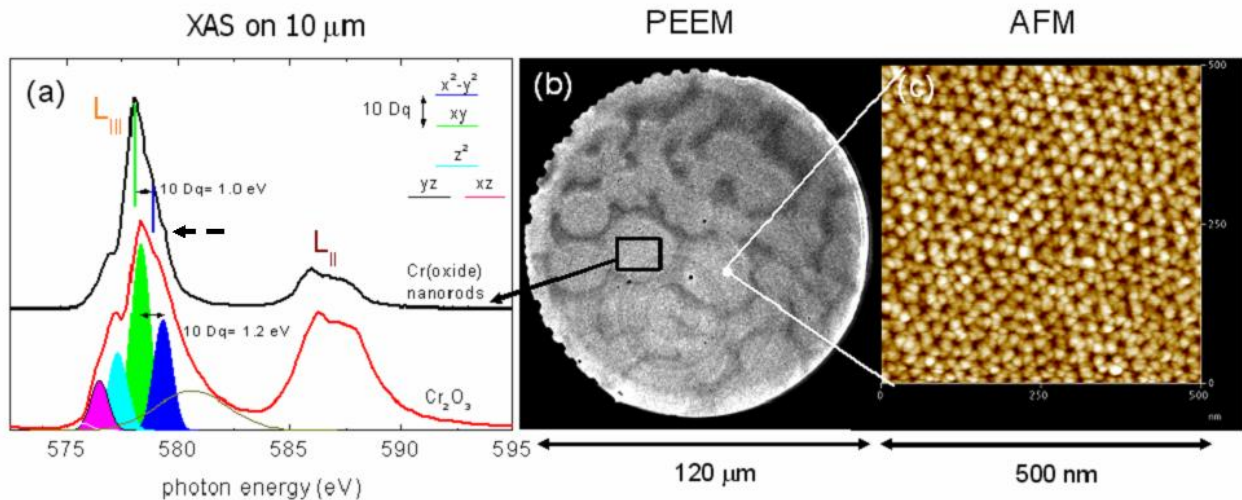 XAS on 10 μm
PEEM
AFM
(a)
L_III
10 Dq
x²-y²
xy
z²
yz xz
10 Dq= 1.0 eV
L_II
Cr(oxide)
nanorods
10 Dq= 1.2 eV
Cr₂O₃
575 580 585 590 595
photon energy (eV)
(b)
120 μm
(c)
500
250
0
0 250 500
nm
500 nm